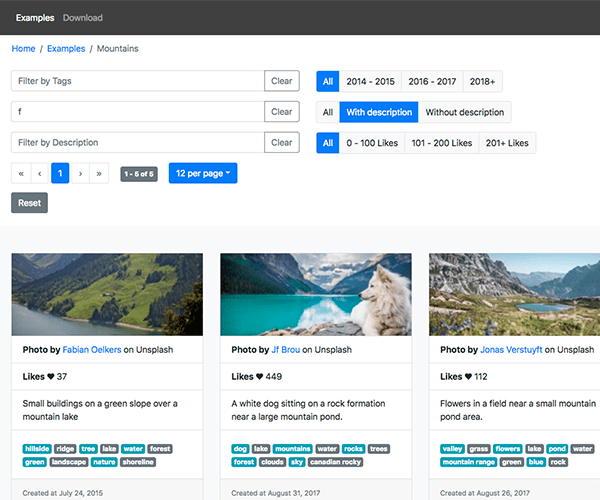 Examples Download
Home / Examples / Mountains
Filter by Tags Clear All 2014 - 2015 2016 - 2017 2018+
f Clear All With description Without description
Filter by Description Clear All 0 - 100 Likes 101 - 200 Likes 201+ Likes
« ‹ 1 › » 1 - 5 of 5 12 per page
Reset
Photo by Fabian Oelkers on Unsplash
Likes ♥ 37
Small buildings on a green slope over a
mountain lake
hillside ridge tree lake water forest
green landscape nature shoreline
Created at July 24, 2015
Photo by Jf Brou on Unsplash
Likes ♥ 449
A white dog sitting on a rock formation
near a large mountain pond.
dog lake mountains water rocks trees
forest clouds sky canadian rocky
Created at August 31, 2017
Photo by Jonas Verstuyft on Unsplash
Likes ♥ 112
Flowers in a field near a small mountain
pond area.
valley grass flowers lake pond water
mountain range green blue rock
Created at August 26, 2017